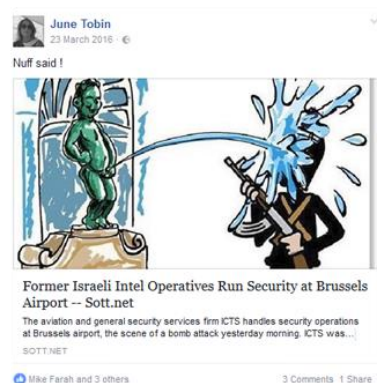 June Tobin
23 March 2016 ·
Nuff said !
Former Israeli Intel Operatives Run Security at Brussels
Airport -- Sott.net
The aviation and general security services firm ICTS handles security operations
at Brussels airport, the scene of a bomb attack yesterday morning. ICTS was...
SOTT.NET
Mike Farah and 3 others
3 Comments 1 Share